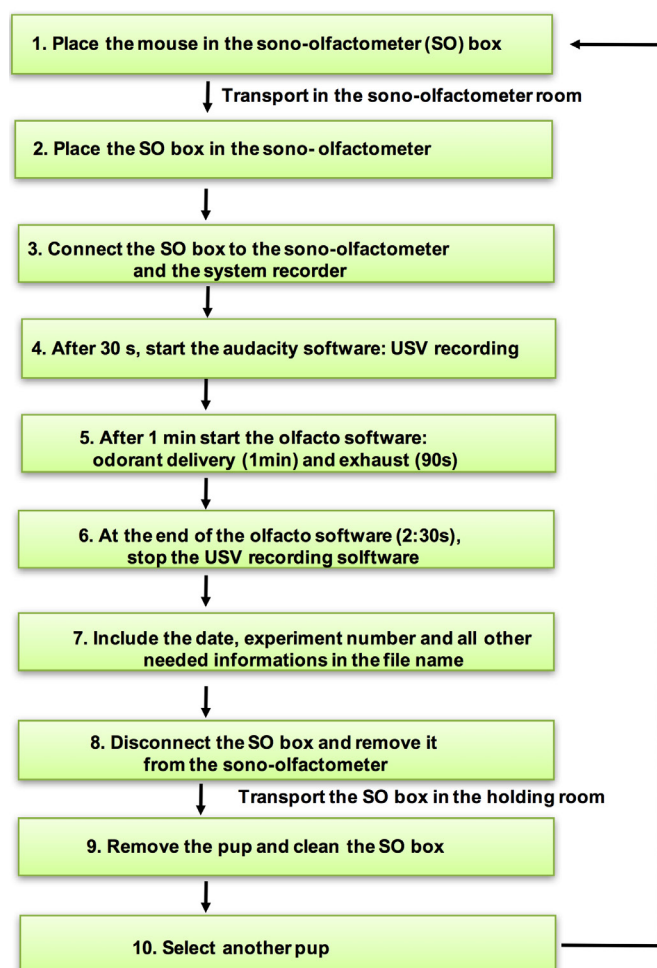 1. Place the mouse in the sono-olfactometer (SO) box
Transport in the sono-olfactometer room
2. Place the SO box in the sono- olfactometer
3. Connect the SO box to the sono-olfactometer
and the system recorder
4. After 30 s, start the audacity software: USV recording
5. After 1 min start the olfacto software:
odorant delivery (1min) and exhaust (90s)
6. At the end of the olfacto software (2:30s),
stop the USV recording solftware
7. Include the date, experiment number and all other
needed informations in the file name
8. Disconnect the SO box and remove it
from the sono-olfactometer
Transport the SO box in the holding room
9. Remove the pup and clean the SO box
10. Select another pup